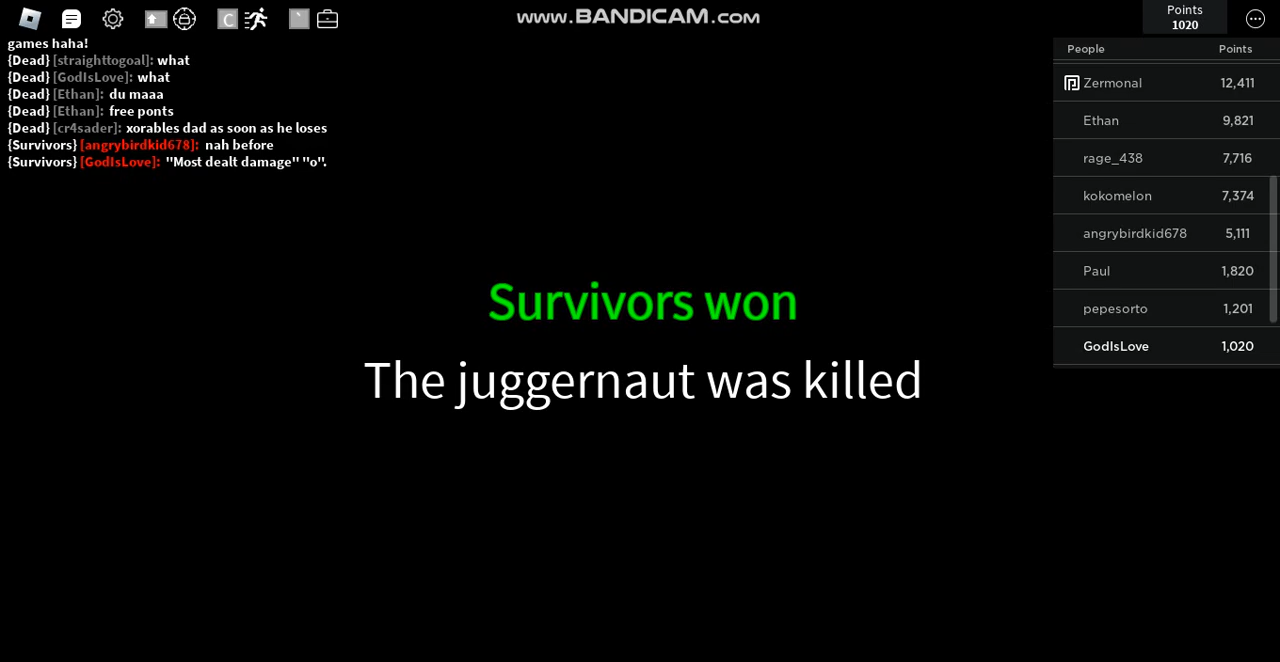 C
`
www.BANDICAM.com
Points
1020
games haha!
{Dead} [straighttogoal]: what
{Dead} [GodIsLove]: what
{Dead} [Ethan]: du maaa
{Dead} [Ethan]: free ponts
{Dead} [cr4sader]: xorables dad as soon as he loses
{Survivors} [angrybirdkid678]: nah before
{Survivors} [GodIsLove]: "Most dealt damage" "o".
People Points
Zermonal 12,411
Ethan 9,821
rage_438 7,716
kokomelon 7,374
angrybirdkid678 5,111
Paul 1,820
pepesorto 1,201
GodIsLove 1,020
Survivors won
The juggernaut was killed